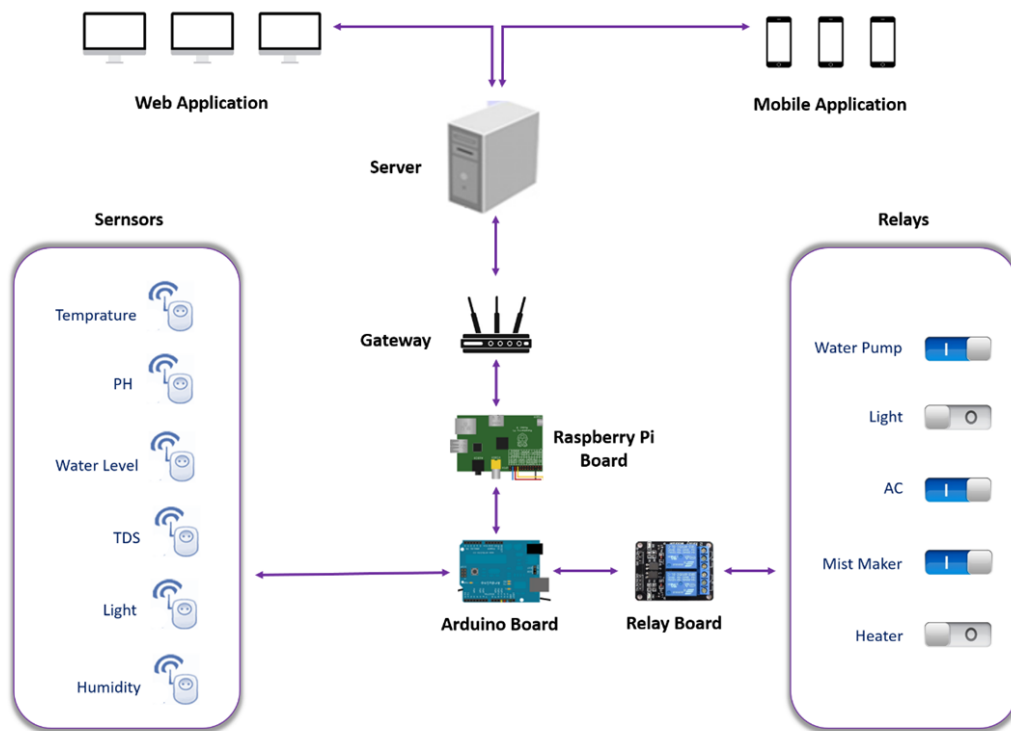 Web Application
Mobile Application
Server
Sernsors
Relays
Temprature
PH
Water Level
TDS
Light
Humidity
Gateway
Raspberry Pi
Board
Arduino Board
Relay Board
Water Pump
Light
AC
Mist Maker
Heater